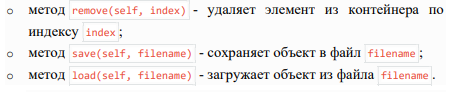 o метод remove(self, index) - удаляет элемент из контейнера по
индексу index;
o метод save(self, filename) - сохраняет объект в файл filename;
o метод load(self, filename) - загружает объект из файла filename.